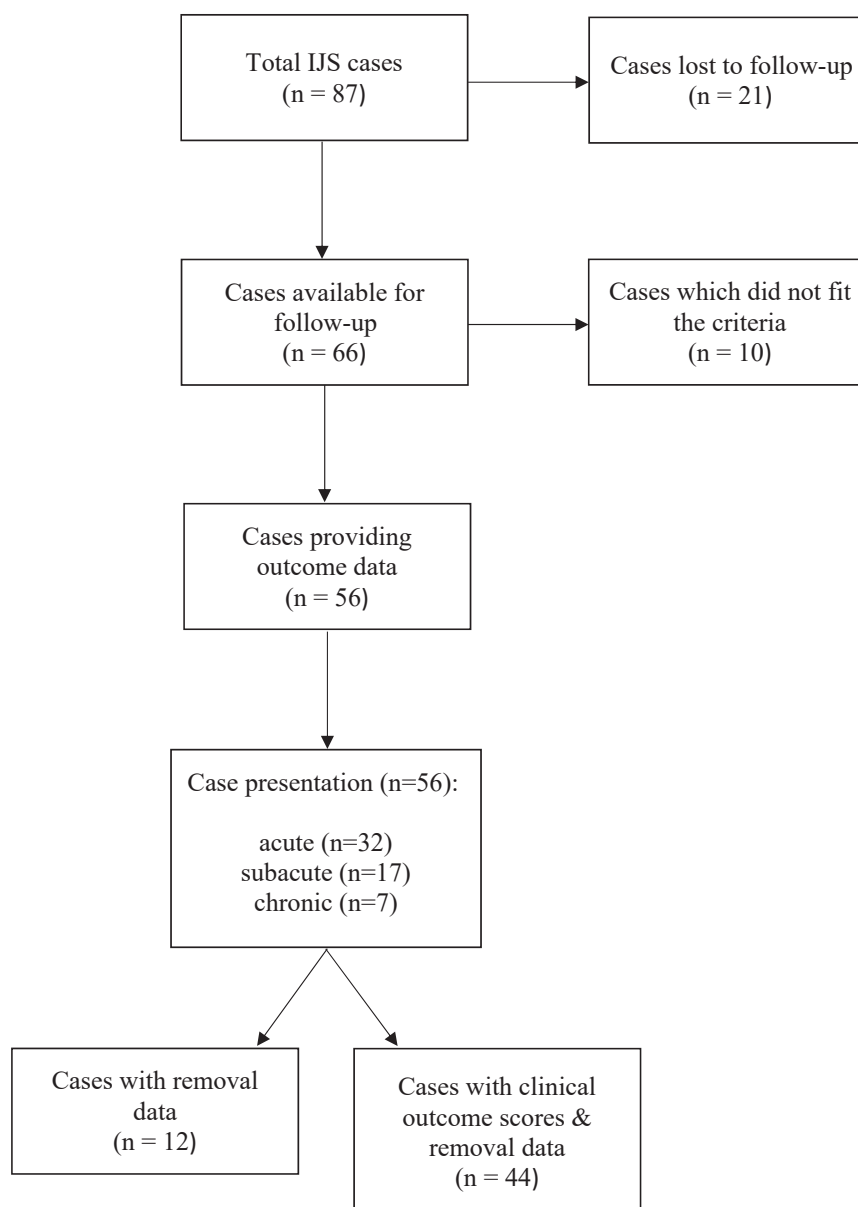 Total IJS cases
(n = 87)
Cases lost to follow-up
(n = 21)
Cases available for
follow-up
(n = 66)
Cases which did not fit
the criteria
(n = 10)
Cases providing
outcome data
(n = 56)
Case presentation (n=56):
acute (n=32)
subacute (n=17)
chronic (n=7)
Cases with removal
data
(n = 12)
Cases with clinical
outcome scores &
removal data
(n = 44)